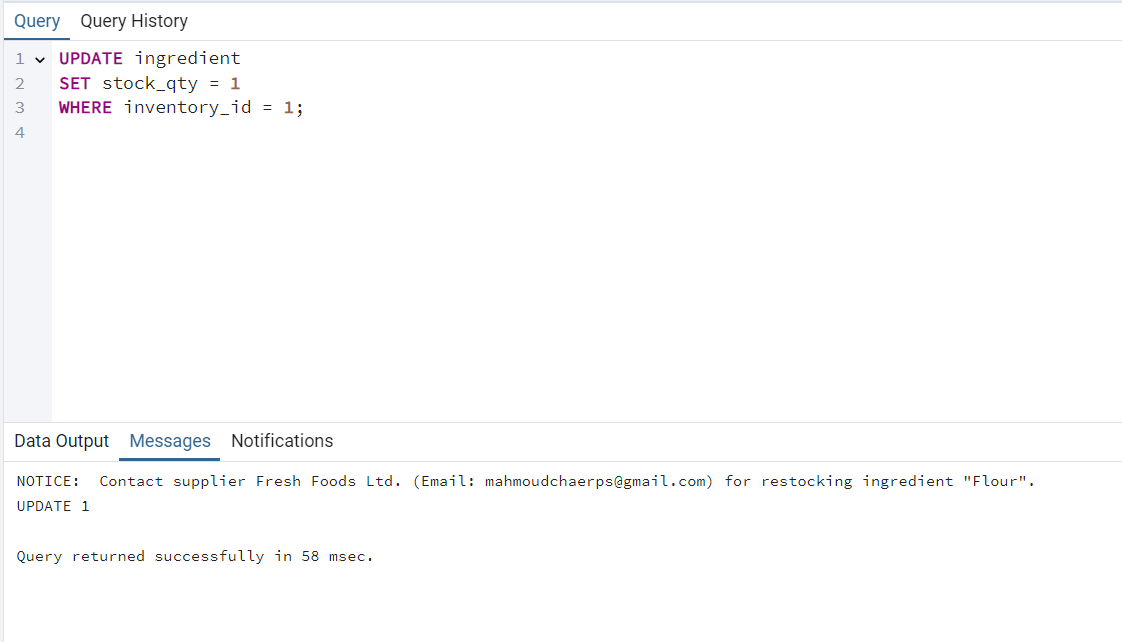 Query Query History
1 UPDATE ingredient
2 SET stock_qty = 1
3 WHERE inventory_id = 1;
4
Data Output Messages Notifications
NOTICE:  Contact supplier Fresh Foods Ltd. (Email: mahmoudchaerps@gmail.com) for restocking ingredient "Flour".
UPDATE 1
Query returned successfully in 58 msec.